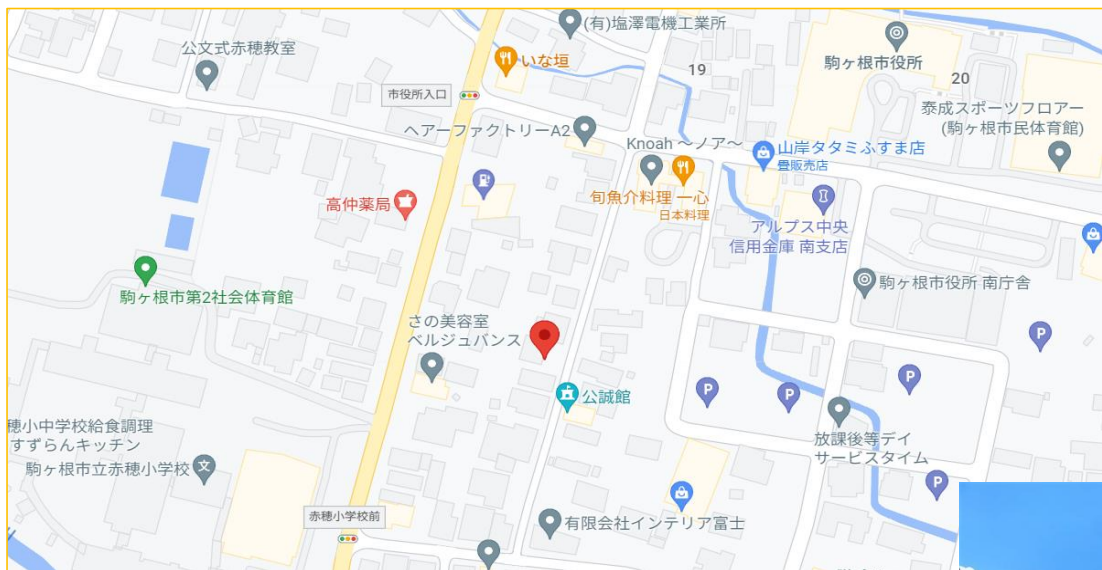 (有)塩澤電機工業所
公文式赤穂教室
いな垣
駒ヶ根市役所
19
20
市役所入口
泰成スポーツフロアー
(駒ヶ根市民体育館)
ヘアーファクトリーA2
Knoah ～ノア～
山岸タタミふすま店
畳販売店
旬魚介料理 一心
日本料理
高仲薬局
アルプス中央
信用金庫 南支店
駒ヶ根市役所 南庁舎
駒ヶ根市第2社会体育館
さの美容室
ベルジュバンス
P
P
P
P
公誠館
放課後等デイ
サービスタイム
穂小中学校給食調理
すずらんキッチン
駒ヶ根市立赤穂小学校
文
P
赤穂小学校前
有限会社インテリア富士